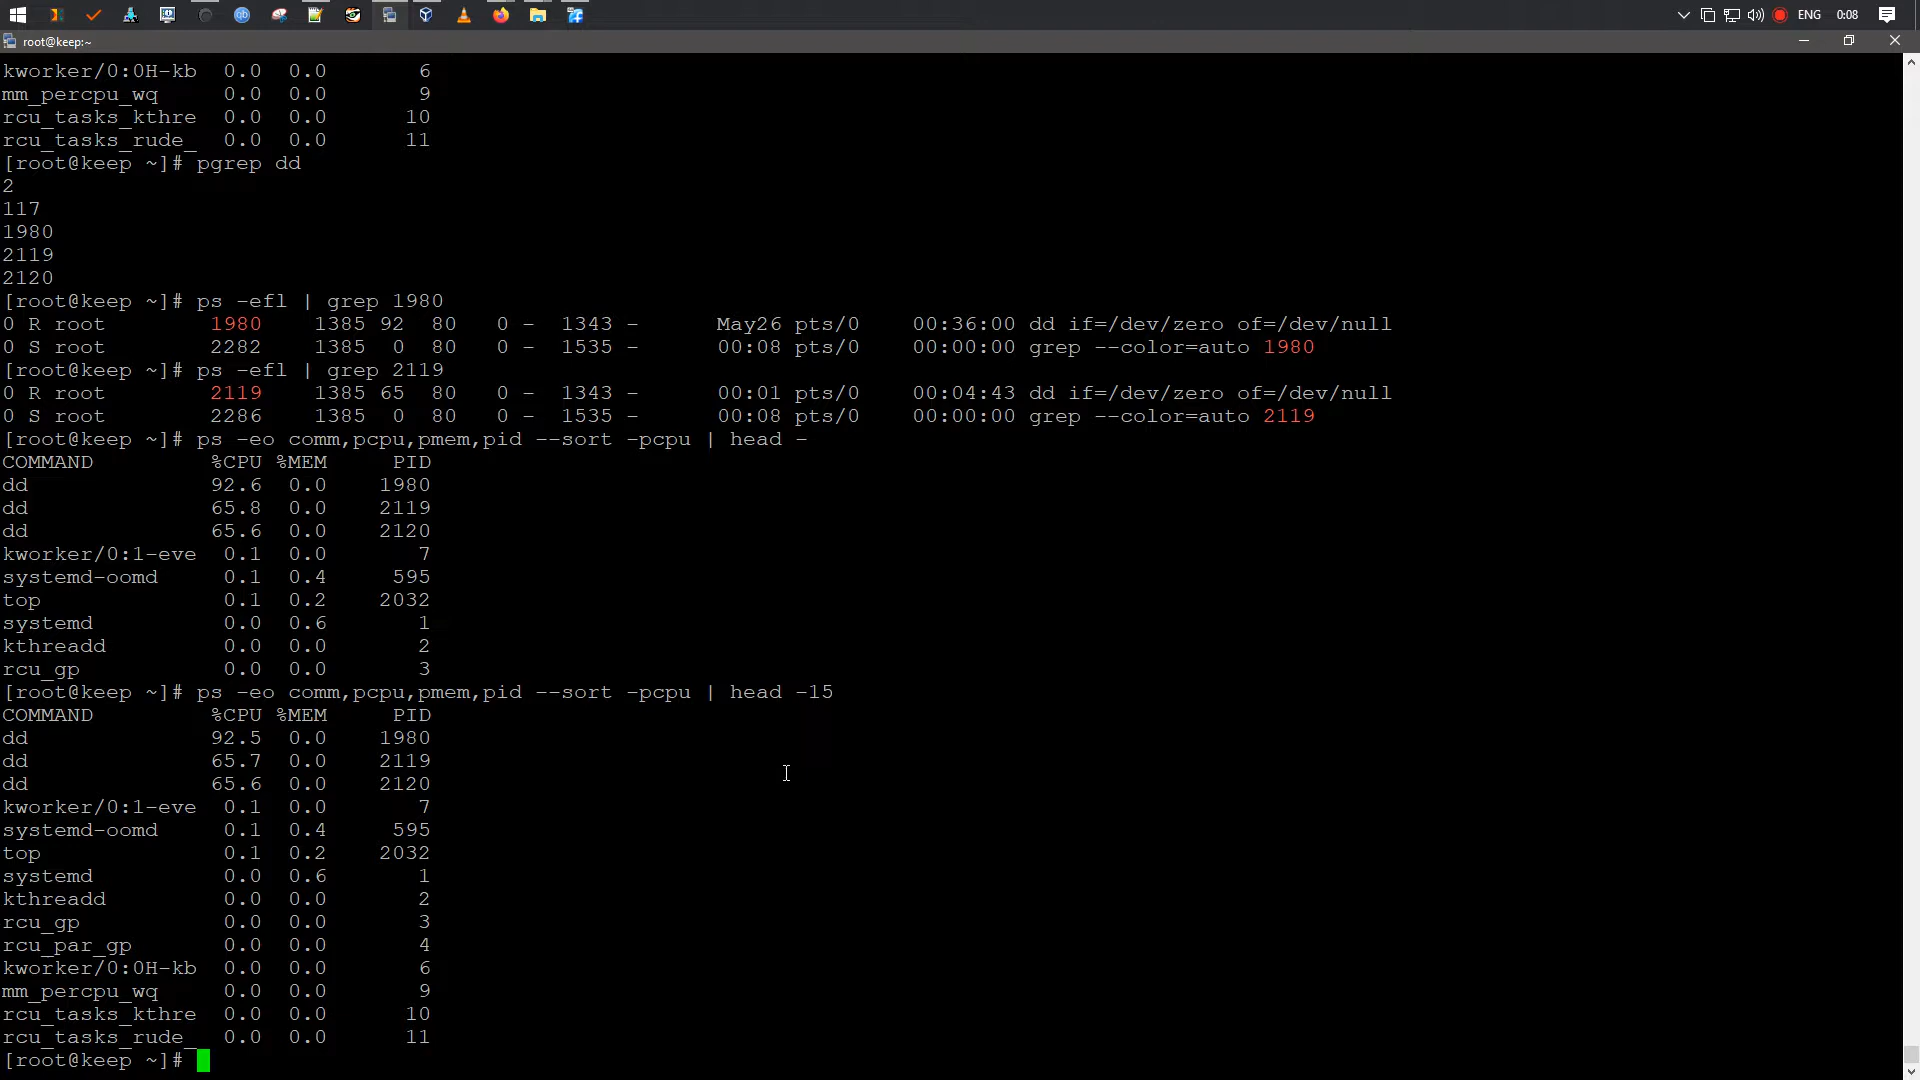 ENG 0:08
root@keep:~
kworker/0:0H-kb 0.0 0.0 6
mm_percpu_wq 0.0 0.0 9
rcu_tasks_kthre 0.0 0.0 10
rcu_tasks_rude_ 0.0 0.0 11
[root@keep ~]# pgrep dd
2
117
1980
2119
2120
[root@keep ~]# ps -efl | grep 1980
0 R root 1980 1385 92 80 0 - 1343 - May26 pts/0 00:36:00 dd if=/dev/zero of=/dev/null
0 S root 2282 1385 0 80 0 - 1535 - 00:08 pts/0 00:00:00 grep --color=auto 1980
[root@keep ~]# ps -efl | grep 2119
0 R root 2119 1385 65 80 0 - 1343 - 00:01 pts/0 00:04:43 dd if=/dev/zero of=/dev/null
0 S root 2286 1385 0 80 0 - 1535 - 00:08 pts/0 00:00:00 grep --color=auto 2119
[root@keep ~]# ps -eo comm,pcpu,pmem,pid --sort -pcpu | head -
COMMAND %CPU %MEM PID
dd 92.6 0.0 1980
dd 65.8 0.0 2119
dd 65.6 0.0 2120
kworker/0:1-eve 0.1 0.0 7
systemd-oomd 0.1 0.4 595
top 0.1 0.2 2032
systemd 0.0 0.6 1
kthreadd 0.0 0.0 2
rcu_gp 0.0 0.0 3
[root@keep ~]# ps -eo comm,pcpu,pmem,pid --sort -pcpu | head -15
COMMAND %CPU %MEM PID
dd 92.5 0.0 1980
dd 65.7 0.0 2119
dd 65.6 0.0 2120
kworker/0:1-eve 0.1 0.0 7
systemd-oomd 0.1 0.4 595
top 0.1 0.2 2032
systemd 0.0 0.6 1
kthreadd 0.0 0.0 2
rcu_gp 0.0 0.0 3
rcu_par_gp 0.0 0.0 4
kworker/0:0H-kb 0.0 0.0 6
mm_percpu_wq 0.0 0.0 9
rcu_tasks_kthre 0.0 0.0 10
rcu_tasks_rude_ 0.0 0.0 11
[root@keep ~]#